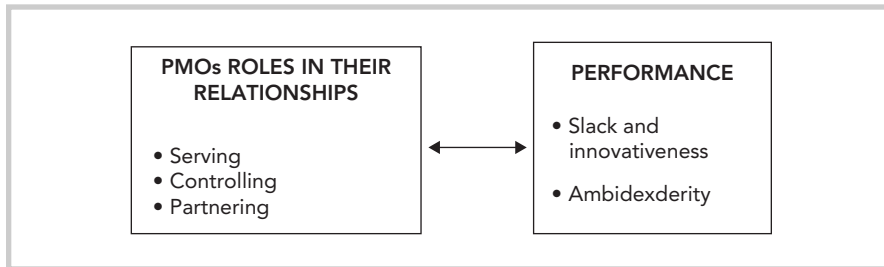 PMOs ROLES IN THEIR
RELATIONSHIPS
• Serving
• Controlling
• Partnering
PERFORMANCE
• Slack and
innovativeness
• Ambidexderity